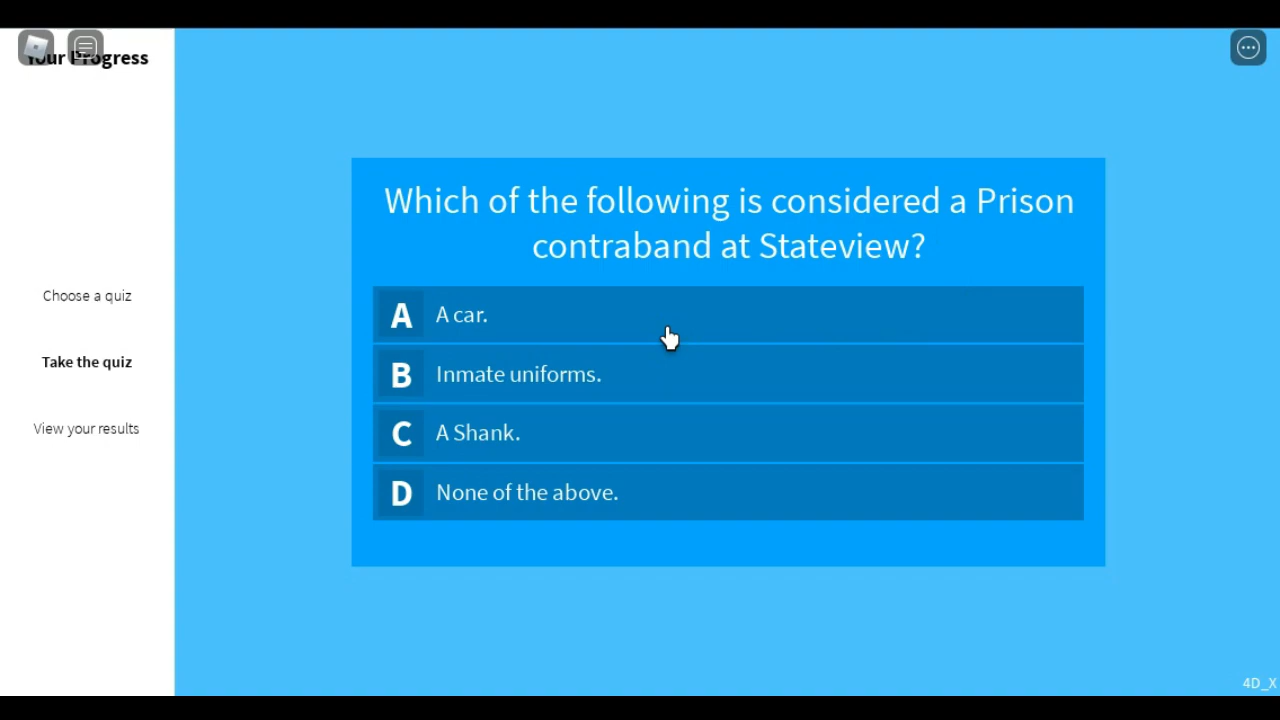 Your Progress
Which of the following is considered a Prison
contraband at Stateview?
A A car.
B Inmate uniforms.
C A Shank.
D None of the above.
Choose a quiz
Take the quiz
View your results
4D_X